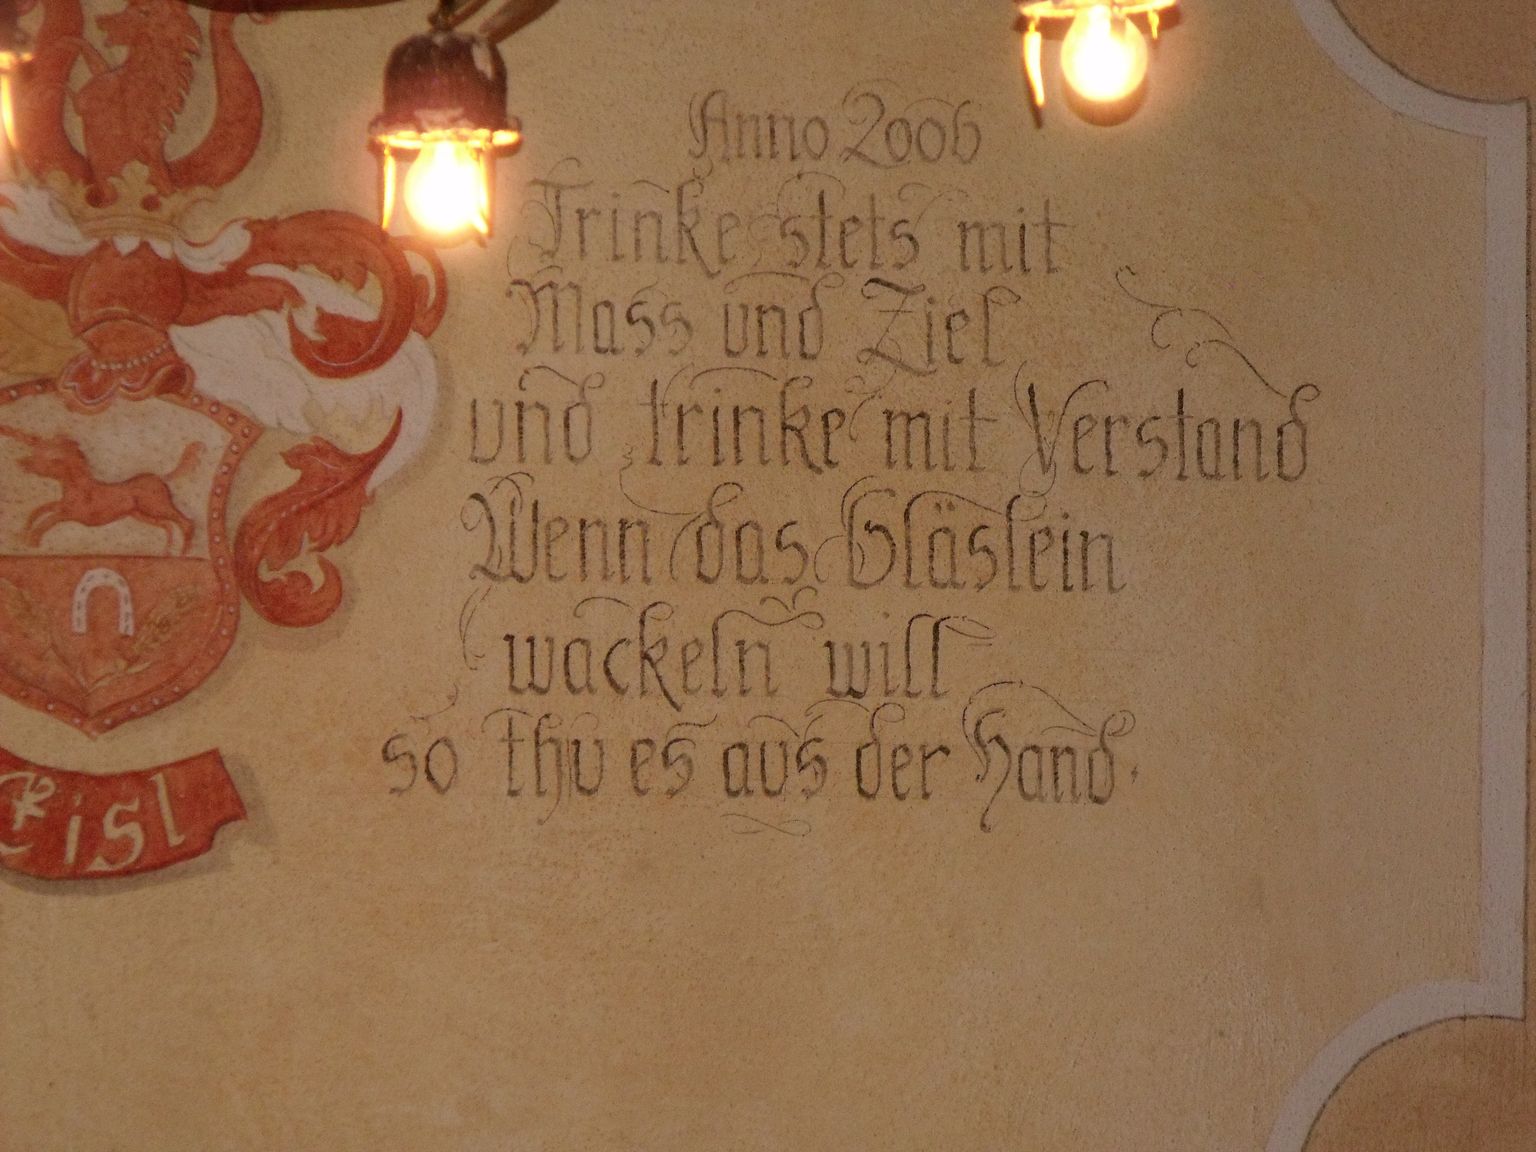 Anno 2006
Trinke stets mit
Mass und Ziel
und trinke mit Verstand
Wenn das Gläslein
wackeln will
so thu es aus der Hand.
Eisl